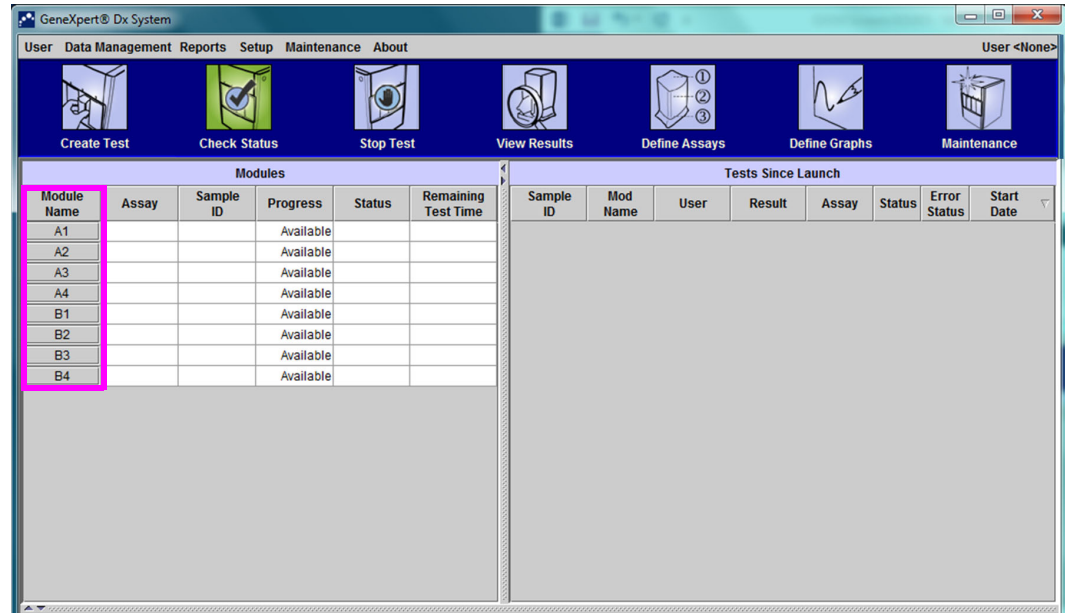 GeneXpert® Dx System
User Data Management Reports Setup Maintenance About User <None>
Create Test Check Status Stop Test View Results Define Assays Define Graphs Maintenance
① ② ③
Modules
Module Name Assay Sample ID Progress Status Remaining Test Time
A1 Available
A2 Available
A3 Available
A4 Available
B1 Available
B2 Available
B3 Available
B4 Available
Tests Since Launch
Sample ID Mod Name User Result Assay Status Error Status Start Date